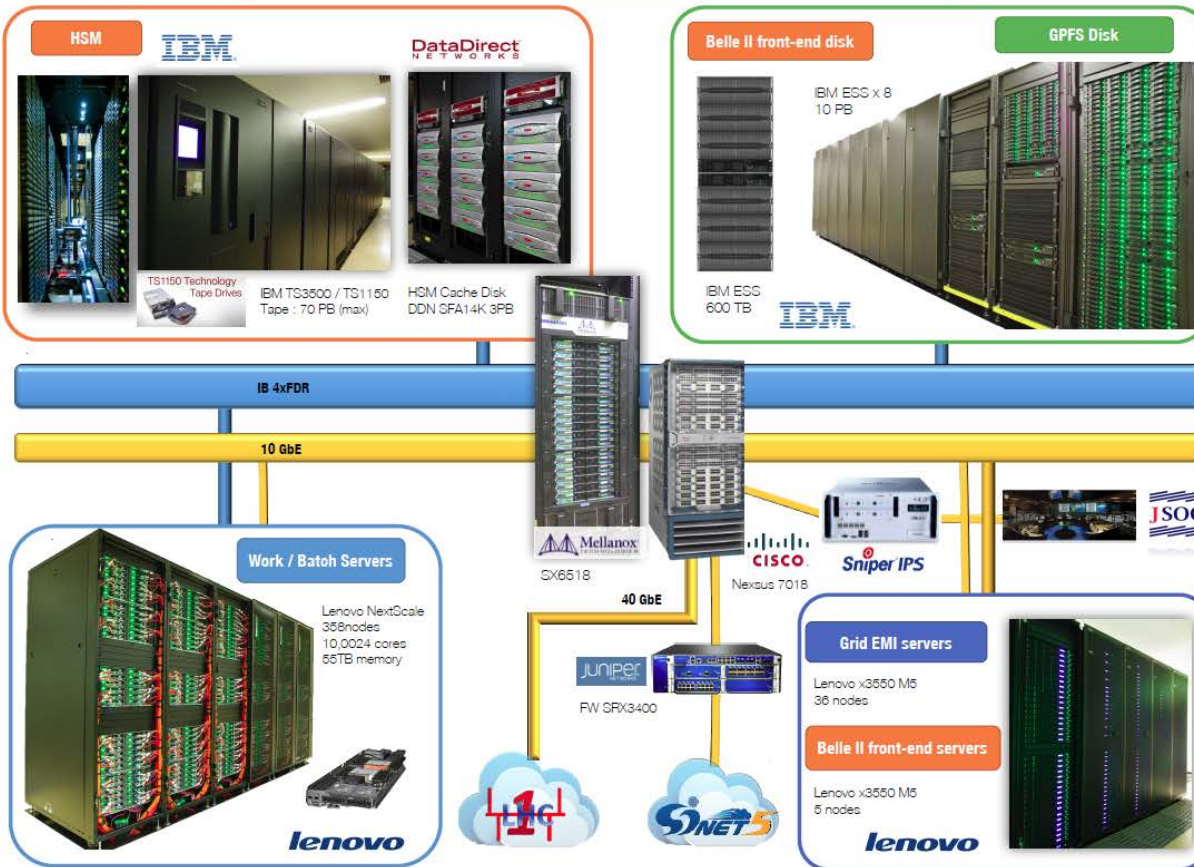 HSM
IBM
DataDirect
NETWORKS
TS1150 Technology
Tape Drives
IBM TS3500 / TS1150
Tape : 70 PB (max)
HSM Cache Disk
DDN SFA14K 3PB
Belle II front-end disk
GPFS Disk
IBM ESS x 8
10 PB
IBM ESS
600 TB
IBM
IB 4xFDR
10 GbE
Mellanox
TECHNOLOGIES
SX6518
CISCO
Nexsus 7018
Sniper IPS
JSOC
Work / Batoh Servers
Lenovo NextScale
358nodes
10,0024 cores
55TB memory
lenovo
40 GbE
JUNIPER
NETWORKS
FW SRX3400
LHC
1
SINET5
Grid EMI servers
Lenovo x3550 M5
36 nodes
Belle II front-end servers
Lenovo x3550 M5
5 nodes
lenovo